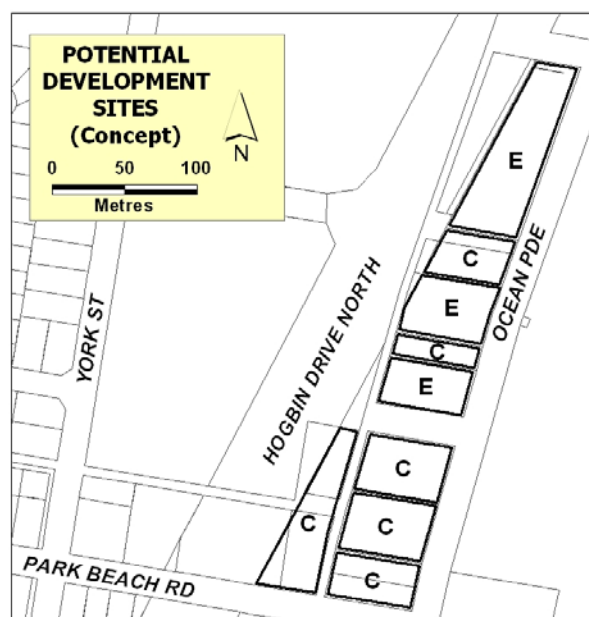 POTENTIAL
DEVELOPMENT
SITES
(Concept)
N
0 50 100
Metres
E
C
E
C
E
C
C
C
C
OCEAN PDE
HOGBIN DRIVE NORTH
YORK ST
PARK BEACH RD